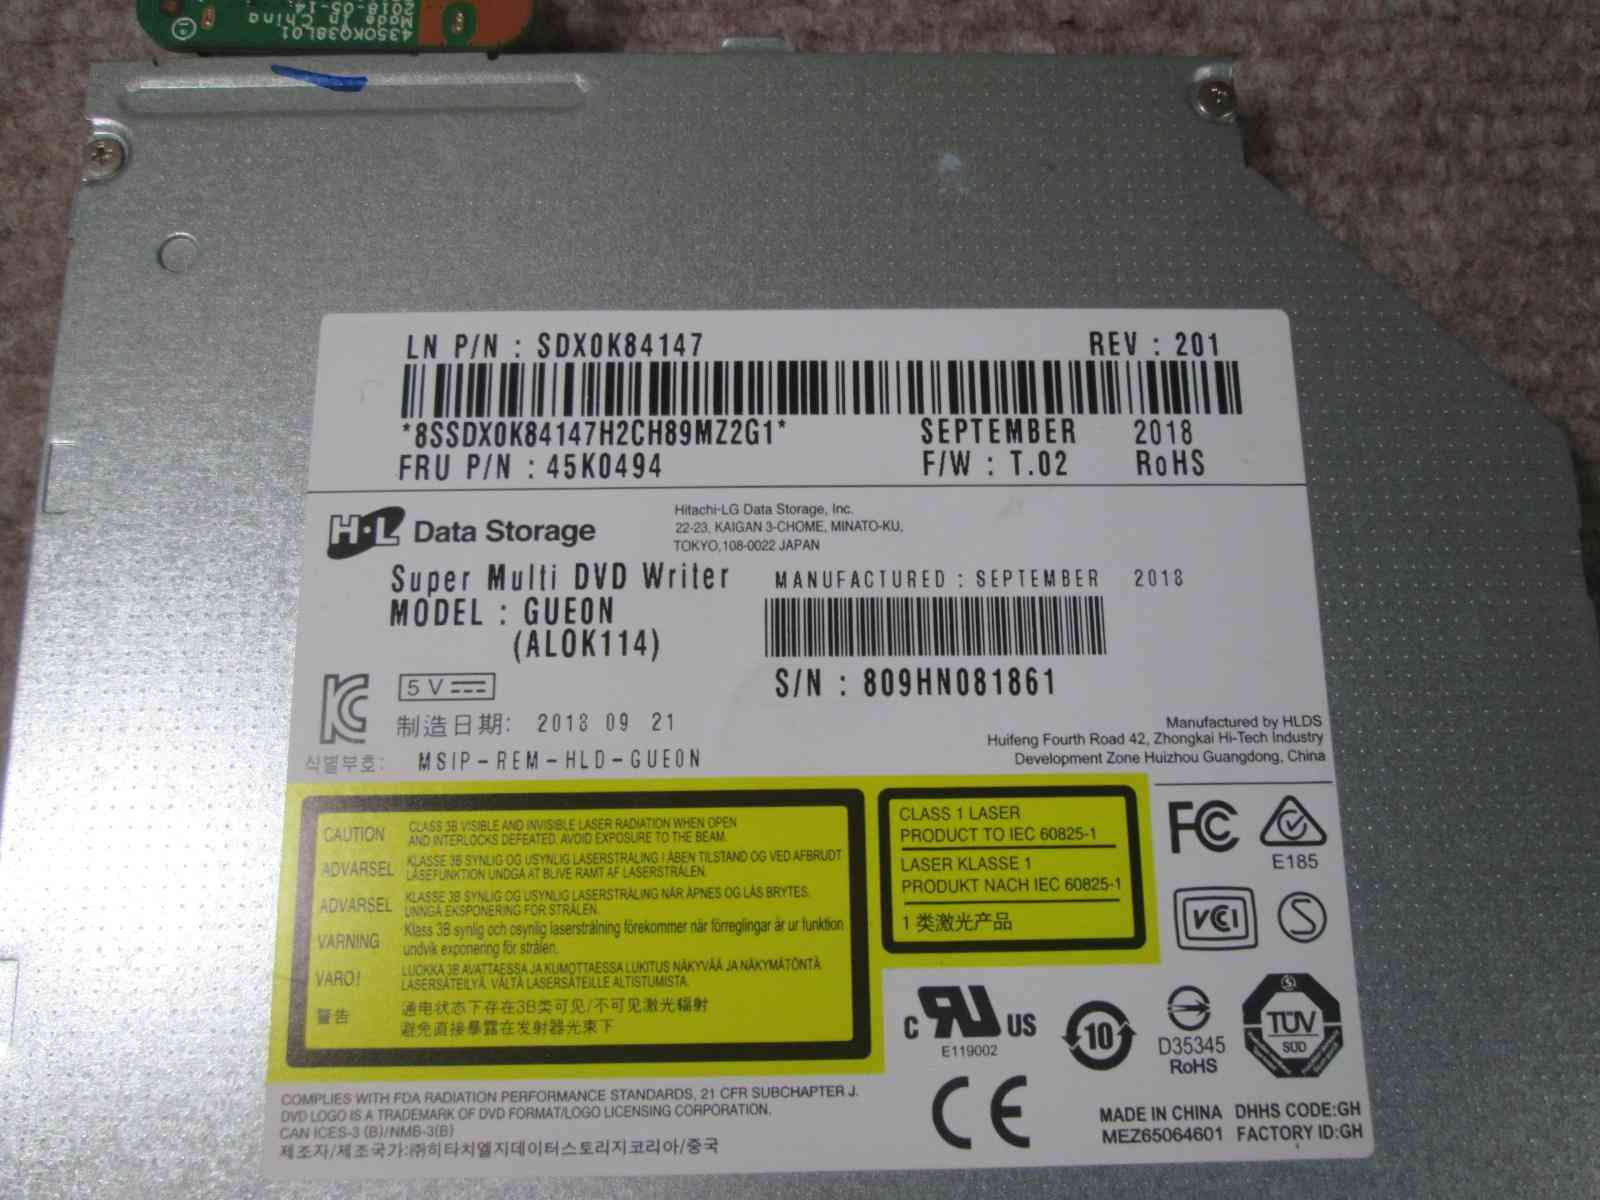 4350K038L01
Made in China
2018-05-14
LN P/N : SDX0K84147 REV : 201
*8SSDX0K84147H2CH89MZ2G1* SEPTEMBER 2018
FRU P/N : 45K0494 F/W : T.02 RoHS
H·L Data Storage
Hitachi-LG Data Storage, Inc.
22-23, KAIGAN 3-CHOME, MINATO-KU,
TOKYO,108-0022 JAPAN
Super Multi DVD Writer
MODEL : GUE0N
(AL0K114)
MANUFACTURED : SEPTEMBER 2018
S/N : 809HN081861
5 V
制造日期: 2018 09 21
식별부호: MSIP-REM-HLD-GUE0N
Manufactured by HLDS
Huifeng Fourth Road 42, Zhongkai Hi-Tech Industry
Development Zone Huizhou Guangdong, China
CAUTION CLASS 3B VISIBLE AND INVISIBLE LASER RADIATION WHEN OPEN
AND INTERLOCKS DEFEATED. AVOID EXPOSURE TO THE BEAM.
ADVARSEL KLASSE 3B SYNLIG OG USYNLIG LASERSTRÅLING I ÅBEN TILSTAND OG VED AFBRUDT
LÅSEFUNKTION UNDGÅ AT BLIVE RAMT AF LASERSTRÅLEN.
ADVARSEL KLASSE 3B SYNLIG OG USYNLIG LASERSTRÅLING NÅR ÅPNES OG LÅS BRYTES.
UNNGÅ EKSPONERING FOR STRÅLEN.
VARNING Klass 3B synlig och osynlig laserstrålning förekommer när förreglingar är ur funktion
undvik exponering för strålen.
VARO! LUOKKA 3B AVATTAESSA JA KUMOTTAESSA LUKITUS NÄKYVÄÄ JA NÄKYMÄTÖNTÄ
LASERSÄTEILYÄ. VÄLTÄ LASERSÄTEILLE ALTISTUMISTA.
警告 通电状态下存在3B类可见/不可见激光辐射
避免直接暴露在发射器光束下
CLASS 1 LASER
PRODUCT TO IEC 60825-1
LASER KLASSE 1
PRODUKT NACH IEC 60825-1
1 类激光产品
FC
E185
VCI
S
c UR US
E119002
10
D35345
RoHS
TÜV
SÜD
CE
COMPLIES WITH FDA RADIATION PERFORMANCE STANDARDS, 21 CFR SUBCHAPTER J.
DVD LOGO IS A TRADEMARK OF DVD FORMAT/LOGO LICENSING CORPORATION.
CAN ICES-3 (B)/NMB-3(B)
제조자/제조국가:㈜히타치엘지데이터스토리지코리아/중국
MADE IN CHINA DHHS CODE:GH
MEZ65064601 FACTORY ID:GH